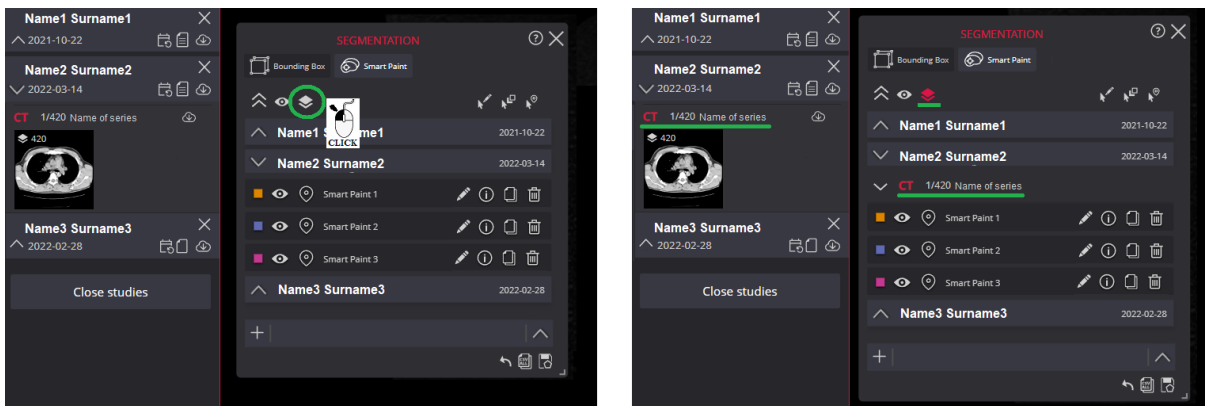 Name1 Surname1
2021-10-22
Name2 Surname2
2022-03-14
CT 1/420 Name of series
420
Name3 Surname3
2022-02-28
Close studies
SEGMENTATION
Bounding Box Smart Paint
CLICK
Name1 Surname1 2021-10-22
Name2 Surname2 2022-03-14
Smart Paint 1
Smart Paint 2
Smart Paint 3
Name3 Surname3 2022-02-28
Name1 Surname1
2021-10-22
Name2 Surname2
2022-03-14
CT 1/420 Name of series
420
Name3 Surname3
2022-02-28
Close studies
SEGMENTATION
Bounding Box Smart Paint
Name1 Surname1 2021-10-22
Name2 Surname2 2022-03-14
CT 1/420 Name of series
Smart Paint 1
Smart Paint 2
Smart Paint 3
Name3 Surname3 2022-02-28